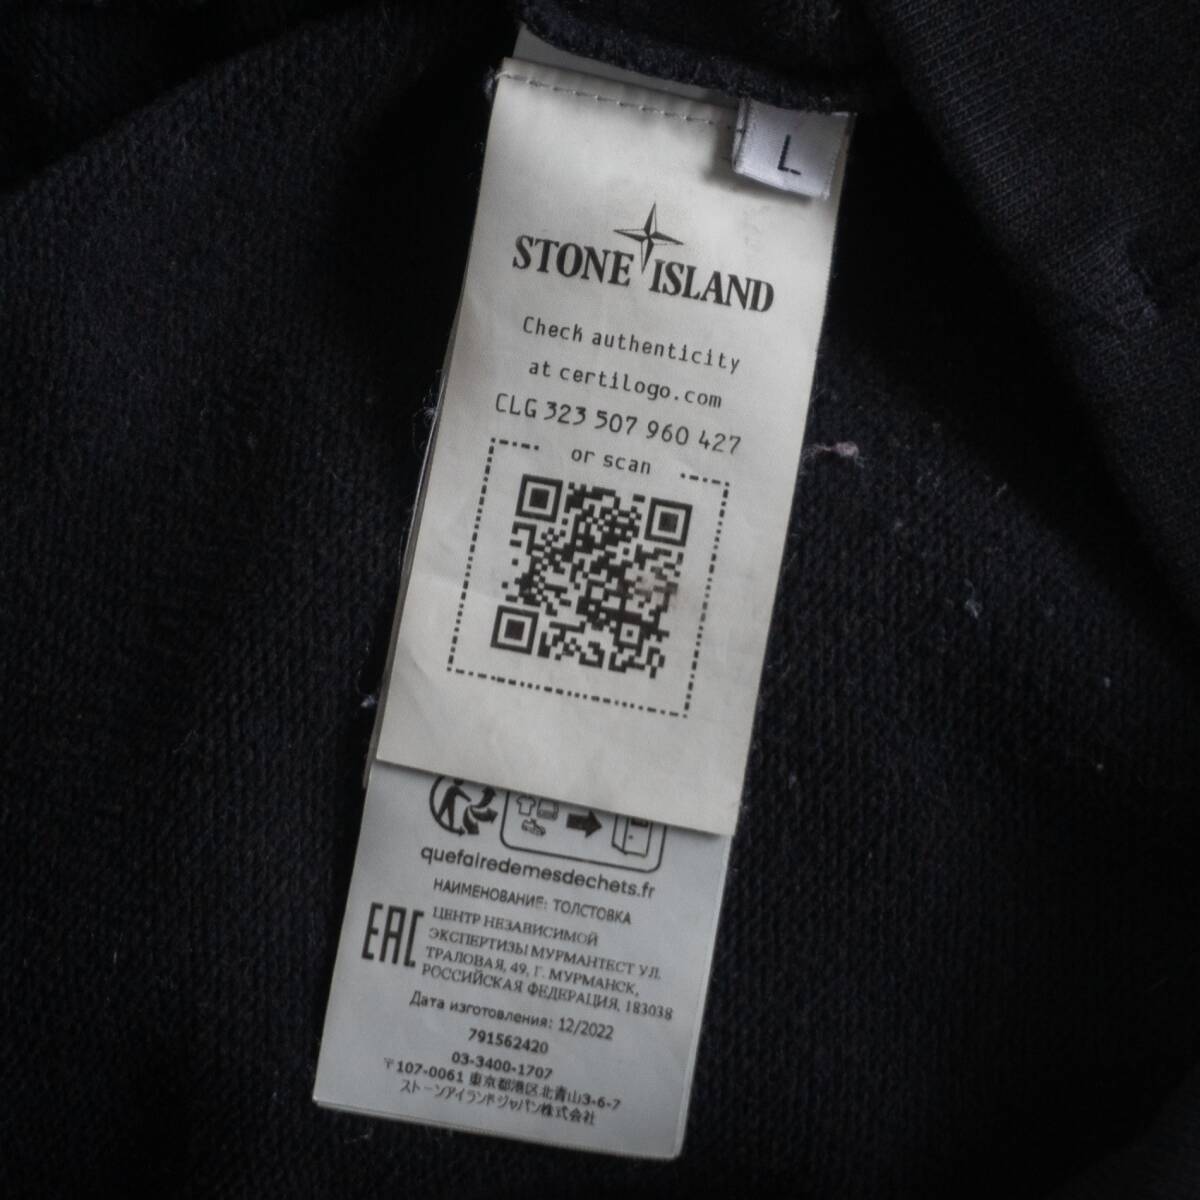 L
STONE ISLAND
Check authenticity
at certilogo.com
CLG 323 507 960 427
or scan
quefairedemesdechets.fr
НАИМЕНОВАНИЕ: ТОЛСТОВКА
EAC
ЦЕНТР НЕЗАВИСИМОЙ
ЭКСПЕРТИЗЫ МУРМАНТЕСТ УЛ.
ТРАЛОВАЯ, 49, Г. МУРМАНСК,
РОССИЙСКАЯ ФЕДЕРАЦИЯ, 183038
Дата изготовления: 12/2022
791562420
03-3400-1707
〒107-0061 東京都港区北青山3-6-7
ストーンアイランドジャパン株式会社